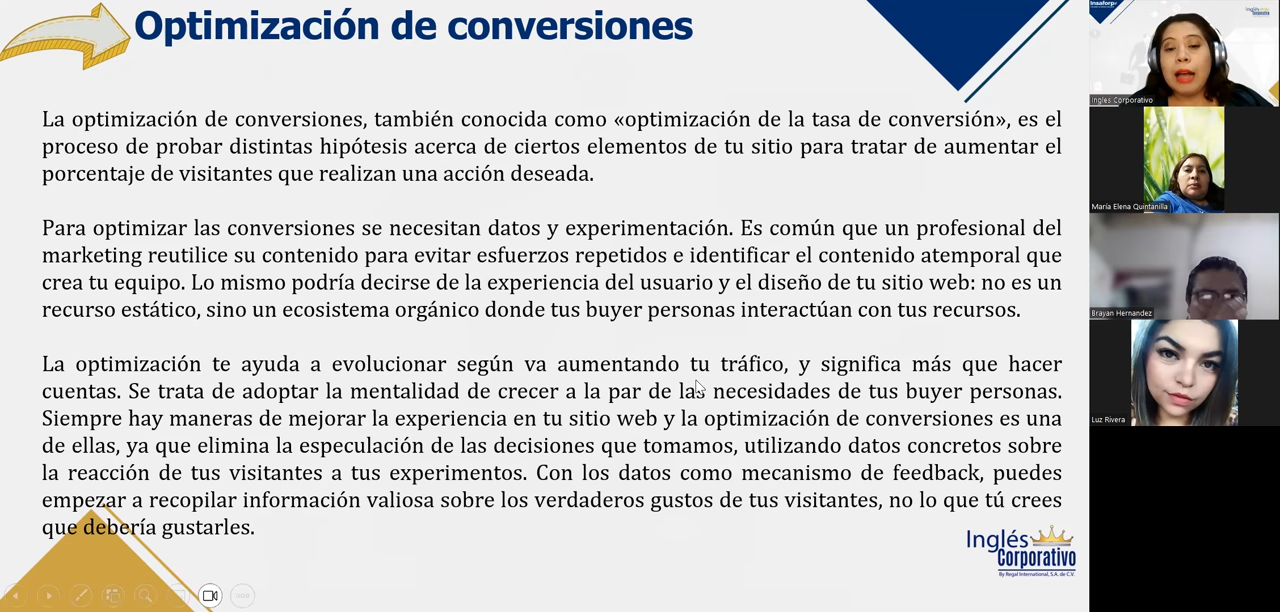 Optimización de conversiones
La optimización de conversiones, también conocida como «optimización de la tasa de conversión», es el
proceso de probar distintas hipótesis acerca de ciertos elementos de tu sitio para tratar de aumentar el
porcentaje de visitantes que realizan una acción deseada.
Para optimizar las conversiones se necesitan datos y experimentación. Es común que un profesional del
marketing reutilice su contenido para evitar esfuerzos repetidos e identificar el contenido atemporal que
crea tu equipo. Lo mismo podría decirse de la experiencia del usuario y el diseño de tu sitio web: no es un
recurso estático, sino un ecosistema orgánico donde tus buyer personas interactúan con tus recursos.
La optimización te ayuda a evolucionar según va aumentando tu tráfico, y significa más que hacer
cuentas. Se trata de adoptar la mentalidad de crecer a la par de las necesidades de tus buyer personas.
Siempre hay maneras de mejorar la experiencia en tu sitio web y la optimización de conversiones es una
de ellas, ya que elimina la especulación de las decisiones que tomamos, utilizando datos concretos sobre
la reacción de tus visitantes a tus experimentos. Con los datos como mecanismo de feedback, puedes
empezar a recopilar información valiosa sobre los verdaderos gustos de tus visitantes, no lo que tú crees
que debería gustarles.
Inglés
Corporativo
By Regal International, S.A. de C.V.
Insaforp
Ingles Corporativo
María Elena Quintanilla
Brayan Hernandez
Luz Rivera